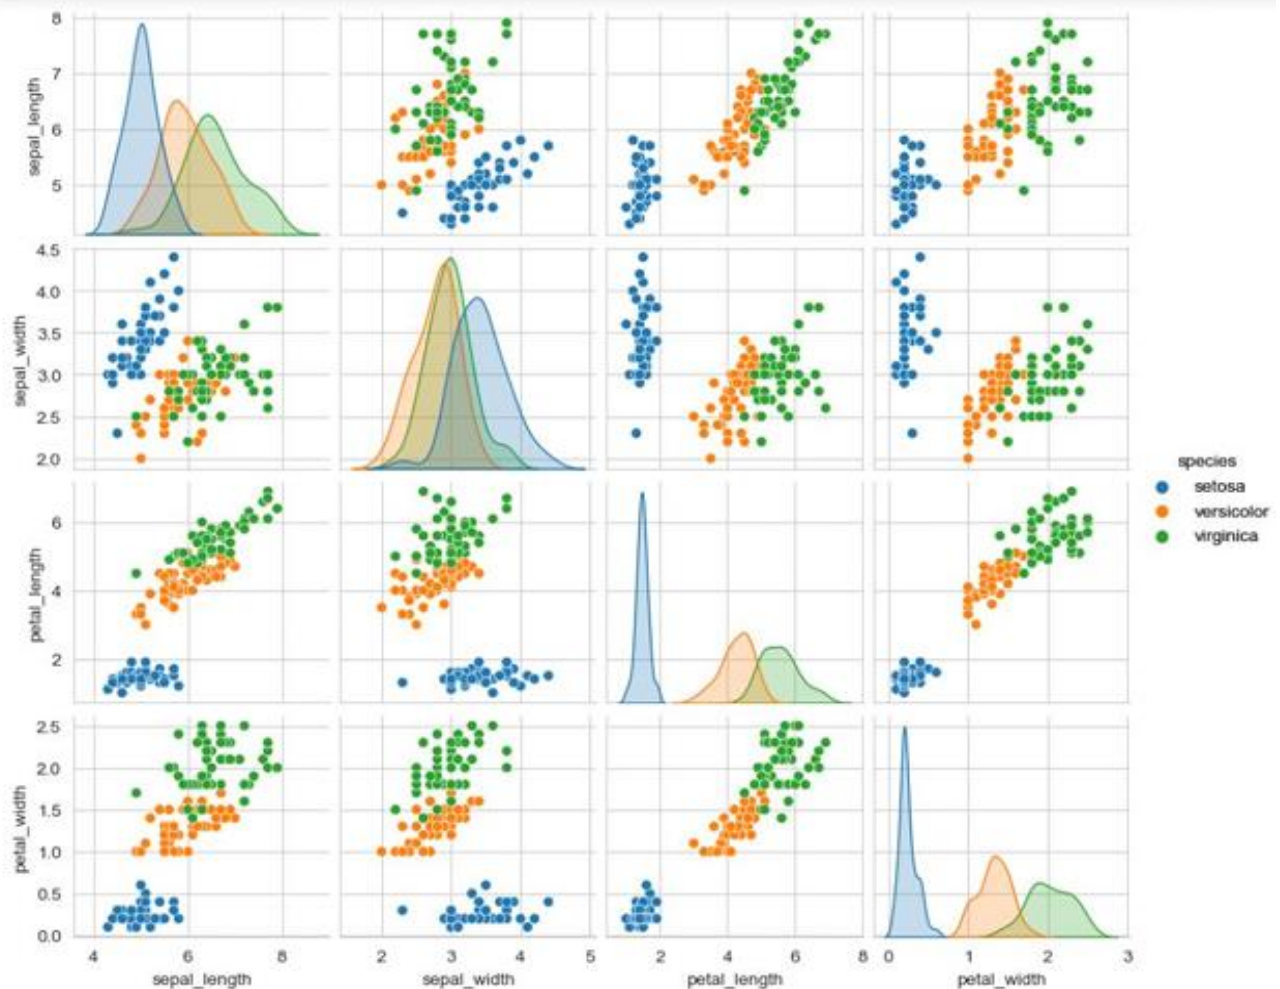 8
7
6
5
sepal_length
4.5
4.0
3.5
3.0
2.5
2.0
sepal_width
species
setosa
versicolor
virginica
6
4
2
petal_length
2.5
2.0
1.5
1.0
0.5
0.0
petal_width
4 6 8 2 3 4 5 2 4 6 8 0 1 2 3
sepal_length sepal_width petal_length petal_width